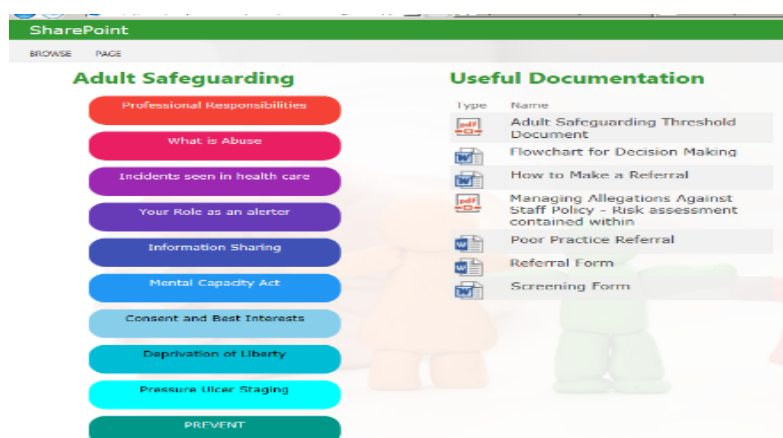 SharePoint
BROWSE PAGE
Adult Safeguarding
Professional Responsibilities
What is Abuse
Incidents seen in health care
Your Role as an alerter
Information Sharing
Mental Capacity Act
Consent and Best Interests
Deprivation of Liberty
Pressure Ulcer Staging
PREVENT
Useful Documentation
Type Name
Adult Safeguarding Threshold
Document
Flowchart for Decision Making
How to Make a Referral
Managing Allegations Against
Staff Policy - Risk assessment
contained within
Poor Practice Referral
Referral Form
Screening Form